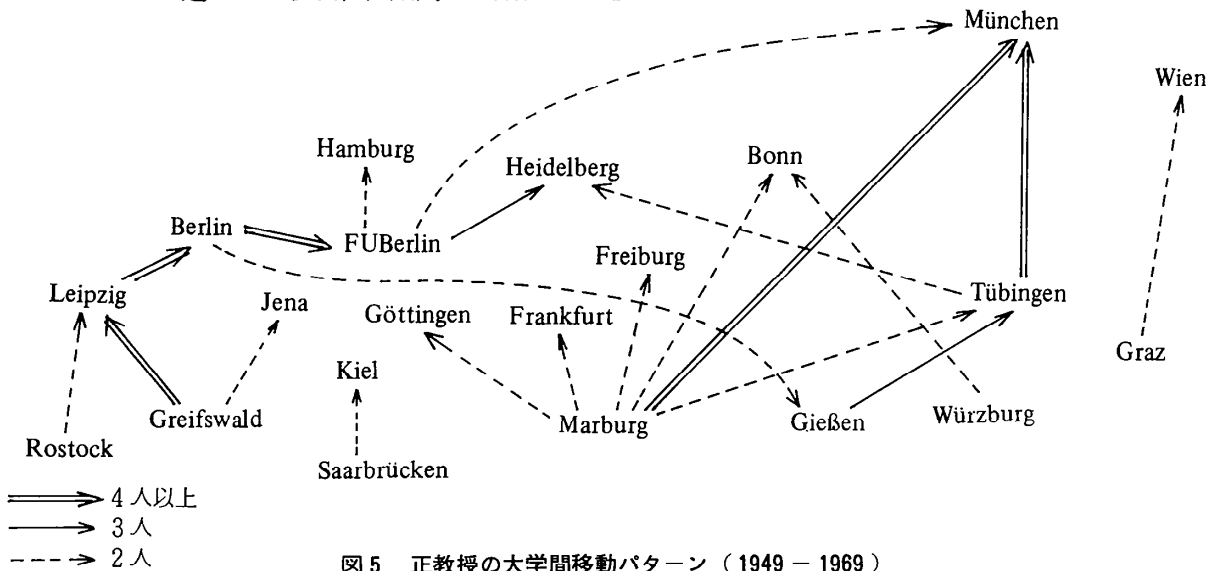 München
Wien
Hamburg
Heidelberg
Bonn
Berlin
FUBerlin
Freiburg
Leipzig
Jena
Göttingen
Frankfurt
Tübingen
Kiel
Graz
Greifswald
Marburg
Gießen
Würzburg
Rostock
Saarbrücken
4人以上
3人
2人
図5 正教授の大学間移動パターン(1949-1969)